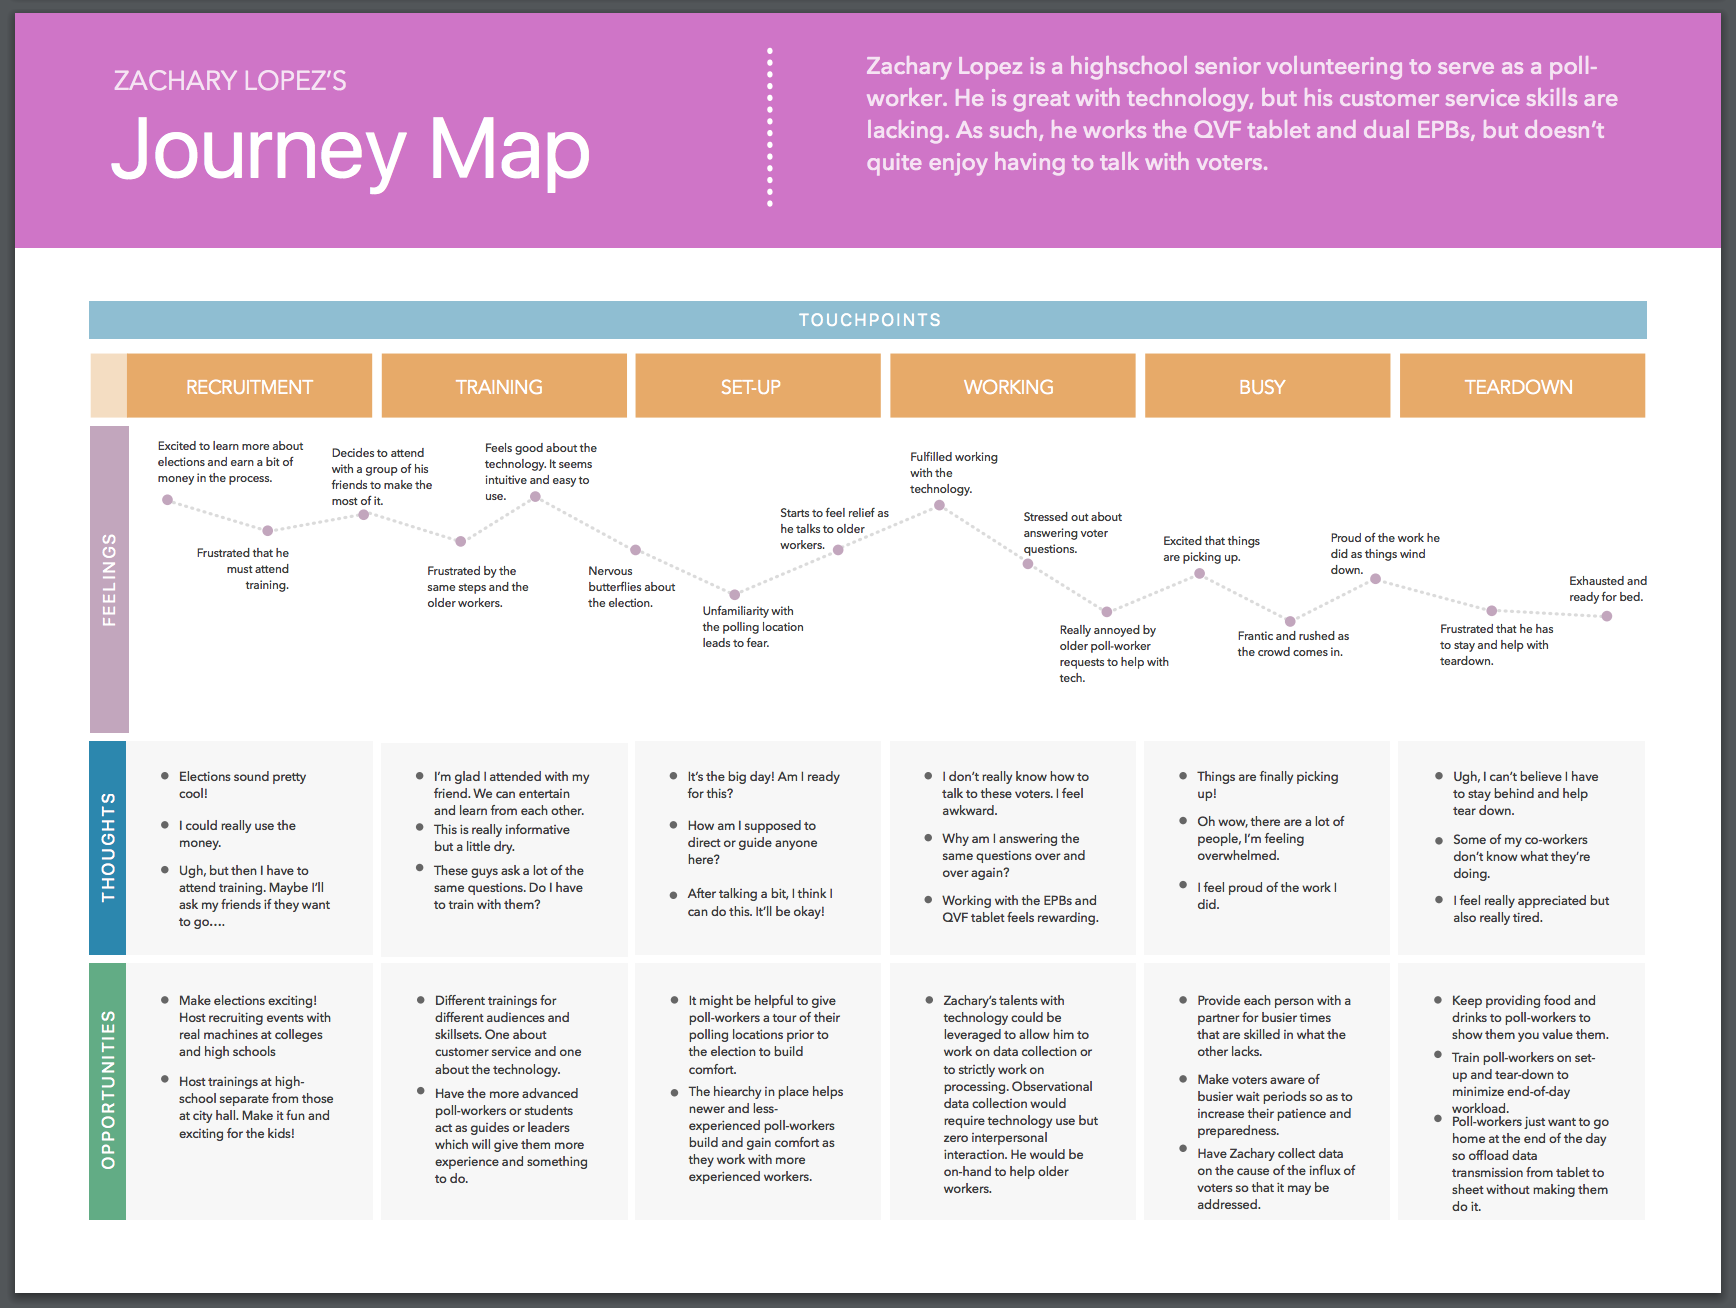 ZACHARY LOPEZ'S
Journey Map
Zachary Lopez is a highschool senior volunteering to serve as a poll-
worker. He is great with technology, but his customer service skills are
lacking. As such, he works the QVF tablet and dual EPBs, but doesn't
quite enjoy having to talk with voters.
TOUCHPOINTS
RECRUITMENT
TRAINING
SET-UP
WORKING
BUSY
TEARDOWN
FEELINGS
Excited to learn more about
elections and earn a bit of
money in the process.
Frustrated that he
must attend
training.
Decides to attend
with a group of his
friends to make the
most of it.
Frustrated by the
same steps and the
older workers.
Feels good about the
technology. It seems
intuitive and easy to
use.
Nervous
butterflies about
the election.
Unfamiliarity with
the polling location
leads to fear.
Starts to feel relief as
he talks to older
workers.
Fulfilled working
with the
technology.
Stressed out about
answering voter
questions.
Really annoyed by
older poll-worker
requests to help with
tech.
Excited that things
are picking up.
Frantic and rushed as
the crowd comes in.
Proud of the work he
did as things wind
down.
Frustrated that he has
to stay and help with
teardown.
Exhausted and
ready for bed.
THOUGHTS
• Elections sound pretty
cool!
• I could really use the
money.
• Ugh, but then I have to
attend training. Maybe I'll
ask my friends if they want
to go....
• I'm glad I attended with my
friend. We can entertain
and learn from each other.
• This is really informative
but a little dry.
• These guys ask a lot of the
same questions. Do I have
to train with them?
• It's the big day! Am I ready
for this?
• How am I supposed to
direct or guide anyone
here?
• After talking a bit, I think I
can do this. It'll be okay!
• I don't really know how to
talk to these voters. I feel
awkward.
• Why am I answering the
same questions over and
over again?
• Working with the EPBs and
QVF tablet feels rewarding.
• Things are finally picking
up!
• Oh wow, there are a lot of
people, I'm feeling
overwhelmed.
• I feel proud of the work I
did.
• Ugh, I can't believe I have
to stay behind and help
tear down.
• Some of my co-workers
don't know what they're
doing.
• I feel really appreciated but
also really tired.
OPPORTUNITIES
• Make elections exciting!
Host recruiting events with
real machines at colleges
and high schools
• Host trainings at high-
school separate from those
at city hall. Make it fun and
exciting for the kids!
• Different trainings for
different audiences and
skillsets. One about
customer service and one
about the technology.
• Have the more advanced
poll-workers or students
act as guides or leaders
which will give them more
experience and something
to do.
• It might be helpful to give
poll-workers a tour of their
polling locations prior to
the election to build
comfort.
• The hiearchy in place helps
newer and less-
experienced poll-workers
build and gain comfort as
they work with more
experienced workers.
• Zachary's talents with
technology could be
leveraged to allow him to
work on data collection or
to strictly work on
processing. Observational
data collection would
require technology use but
zero interpersonal
interaction. He would be
on-hand to help older
workers.
• Provide each person with a
partner for busier times
that are skilled in what the
other lacks.
• Make voters aware of
busier wait periods so as to
increase their patience and
preparedness.
• Have Zachary collect data
on the cause of the influx of
voters so that it may be
addressed.
• Keep providing food and
drinks to poll-workers to
show them you value them.
• Train poll-workers on set-
up and tear-down to
minimize end-of-day
workload.
• Poll-workers just want to go
home at the end of the day
so offload data
transmission from tablet to
sheet without making them
do it.